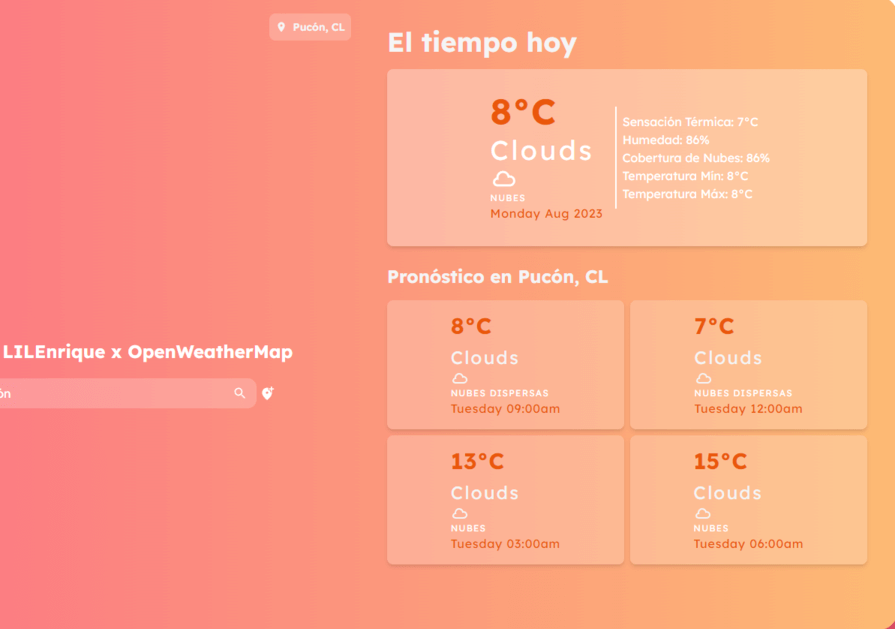 Pucón, CL
El tiempo hoy
8°C
Clouds
NUBES
Monday Aug 2023
Sensación Térmica: 7°C
Humedad: 86%
Cobertura de Nubes: 86%
Temperatura Mín: 8°C
Temperatura Máx: 8°C
LILEnrique x OpenWeatherMap
ón
Pronóstico en Pucón, CL
8°C
Clouds
NUBES DISPERSAS
Tuesday 09:00am
7°C
Clouds
NUBES DISPERSAS
Tuesday 12:00am
13°C
Clouds
NUBES
Tuesday 03:00am
15°C
Clouds
NUBES
Tuesday 06:00am